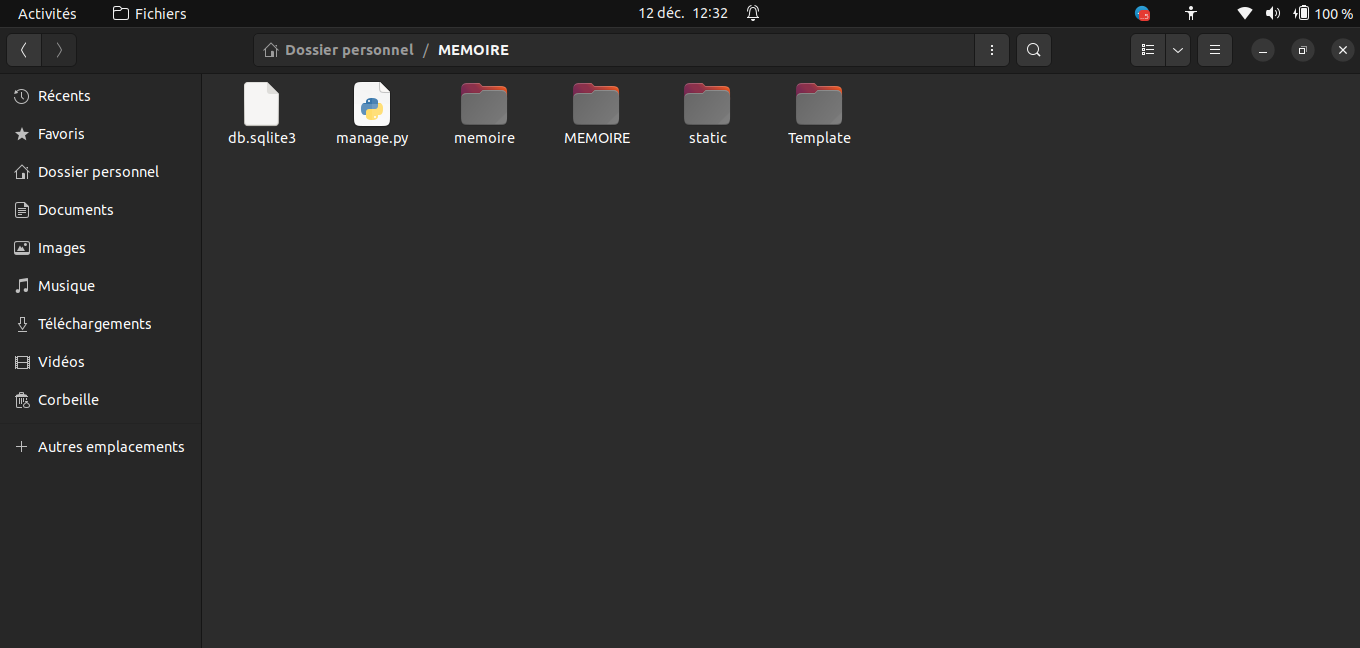 Activités Fichiers 12 déc. 12:32 100 %
Dossier personnel / MEMOIRE
Récents
Favoris
Dossier personnel
Documents
Images
Musique
Téléchargements
Vidéos
Corbeille
Autres emplacements
db.sqlite3 manage.py memoire MEMOIRE static Template